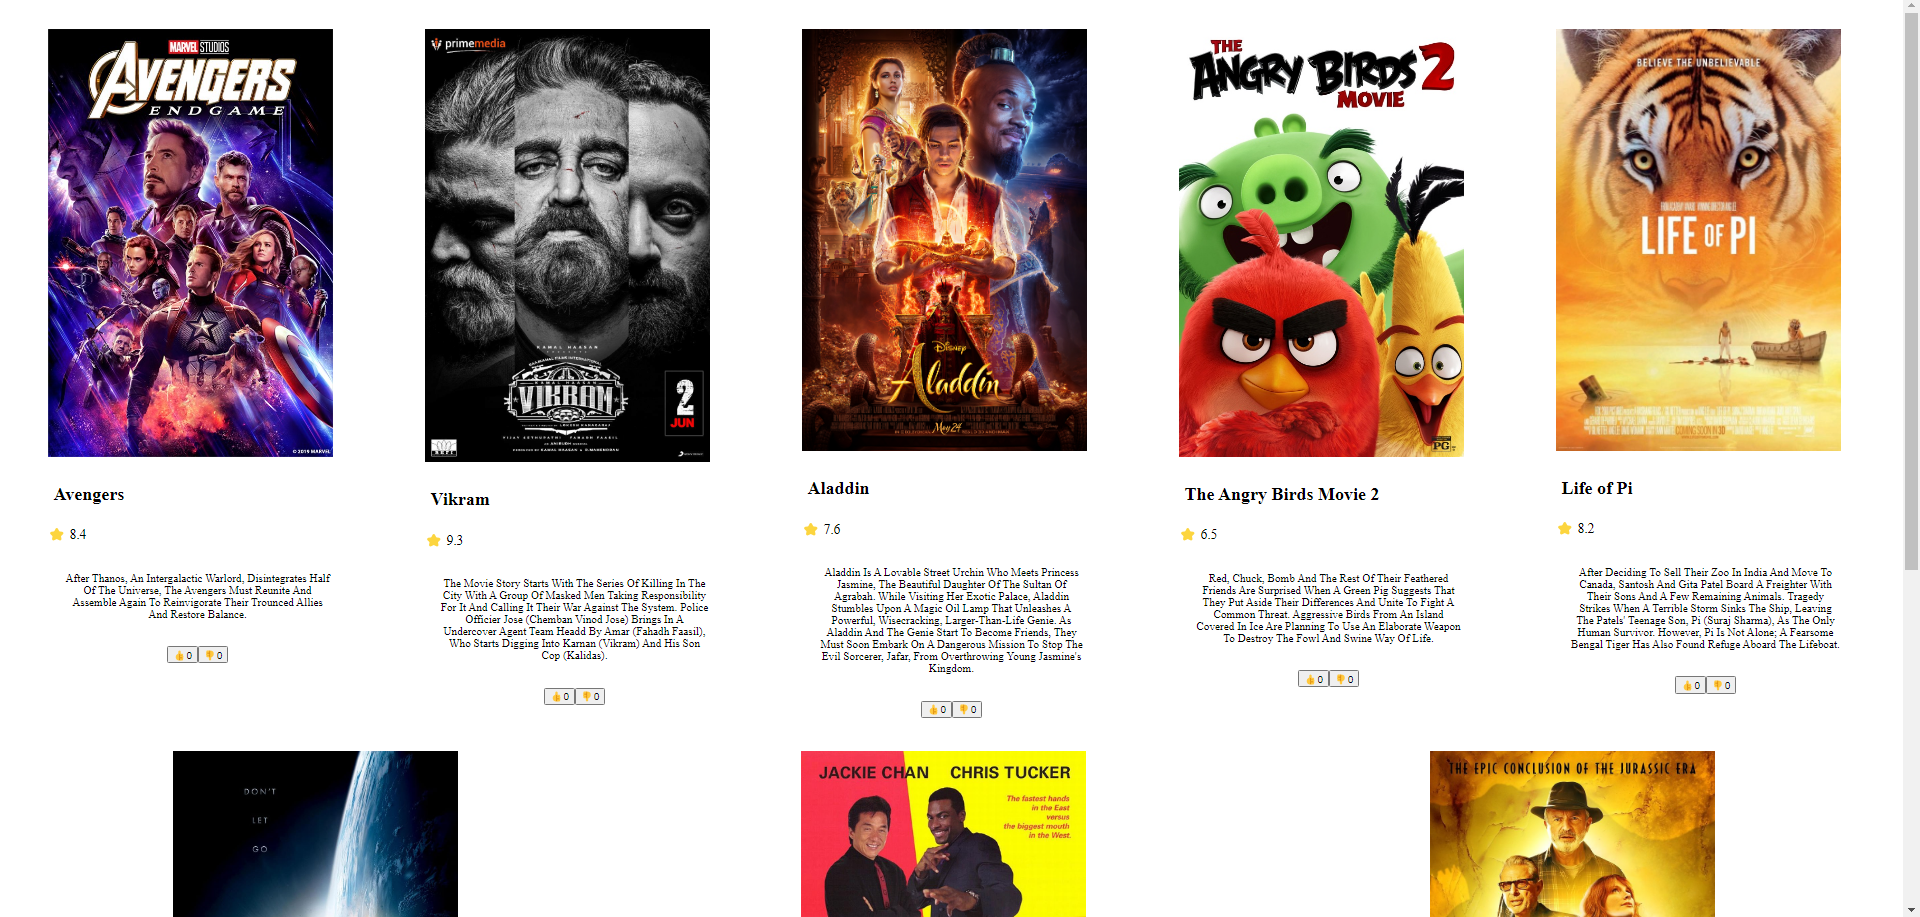 MARVEL STUDIOS
AVENGERS
ENDGAME
© 2019 MARVEL
primemedia
KAMAL HAASAN
KAMAL HAASAN
VIKRAM
2
JUN
BELIEVE THE UNBELIEVABLE
LIFE OF PI
Disney
Aladdin
May 24
THE
ANGRY BIRDS 2
MOVIE
PG
Avengers
8.4
After Thanos, An Intergalactic Warlord, Disintegrates Half
Of The Universe, The Avengers Must Reunite And
Assemble Again To Reinvigorate Their Trounced Allies
And Restore Balance.
0 0
Vikram
9.3
The Movie Story Starts With The Series Of Killing In The
City With A Group Of Masked Men Taking Responsibility
For It And Calling It Their War Against The System. Police
Officier Jose (Chemban Vinod Jose) Brings In A
Undercover Agent Team Headd By Amar (Fahadh Faasil),
Who Starts Digging Into Karnan (Vikram) And His Son
Cop (Kalidas).
0 0
Aladdin
7.6
Aladdin Is A Lovable Street Urchin Who Meets Princess
Jasmine, The Beautiful Daughter Of The Sultan Of
Agrabah. While Visiting Her Exotic Palace, Aladdin
Stumbles Upon A Magic Oil Lamp That Unleashes A
Powerful, Wisecracking, Larger-Than-Life Genie. As
Aladdin And The Genie Start To Become Friends, They
Must Soon Embark On A Dangerous Mission To Stop The
Evil Sorcerer, Jafar, From Overthrowing Young Jasmine's
Kingdom.
0 0
The Angry Birds Movie 2
6.5
Red, Chuck, Bomb And The Rest Of Their Feathered
Friends Are Surprised When A Green Pig Suggests That
They Put Aside Their Differences And Unite To Fight A
Common Threat. Aggressive Birds From An Island
Covered In Ice Are Planning To Use An Elaborate Weapon
To Destroy The Fowl And Swine Way Of Life.
0 0
Life of Pi
8.2
After Deciding To Sell Their Zoo In India And Move To
Canada, Santosh And Gita Patel Board A Freighter With
Their Sons And A Few Remaining Animals. Tragedy
Strikes When A Terrible Storm Sinks The Ship, Leaving
The Patels' Teenage Son, Pi (Suraj Sharma), As The Only
Human Survivor. However, Pi Is Not Alone; A Fearsome
Bengal Tiger Has Also Found Refuge Aboard The Lifeboat.
0 0
DON'T
LET
GO
JACKIE CHAN CHRIS TUCKER
The fastest hands
in the East
versus
the biggest mouth
in the West.
THE EPIC CONCLUSION OF THE JURASSIC ERA